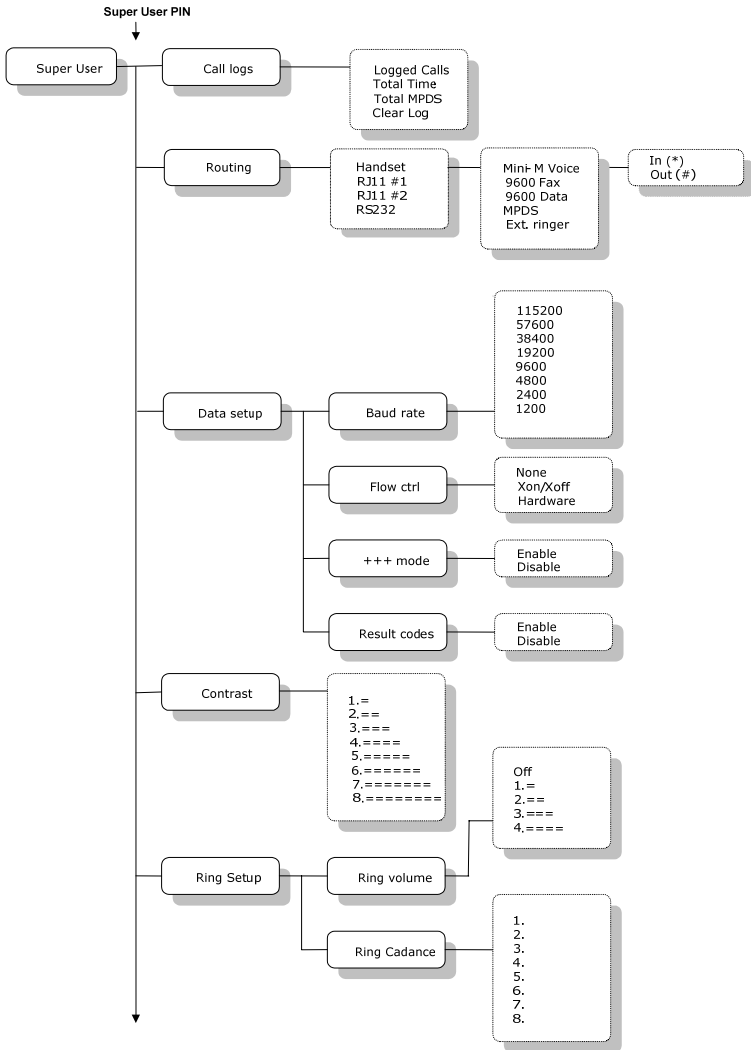 Super User PIN
Super User
Call logs
Logged Calls
Total Time
Total MPDS
Clear Log
Routing
Handset
RJ11 #1
RJ11 #2
RS232
Mini-M Voice
9600 Fax
9600 Data
MPDS
Ext. ringer
In (*)
Out (#)
Data setup
Baud rate
115200
57600
38400
19200
9600
4800
2400
1200
Flow ctrl
None
Xon/Xoff
Hardware
+++ mode
Enable
Disable
Result codes
Enable
Disable
Contrast
1.=
2.==
3.===
4.====
5.=====
6.======
7.=======
8.========
Ring Setup
Ring volume
Off
1.=
2.==
3.===
4.====
Ring Cadance
1.
2.
3.
4.
5.
6.
7.
8.